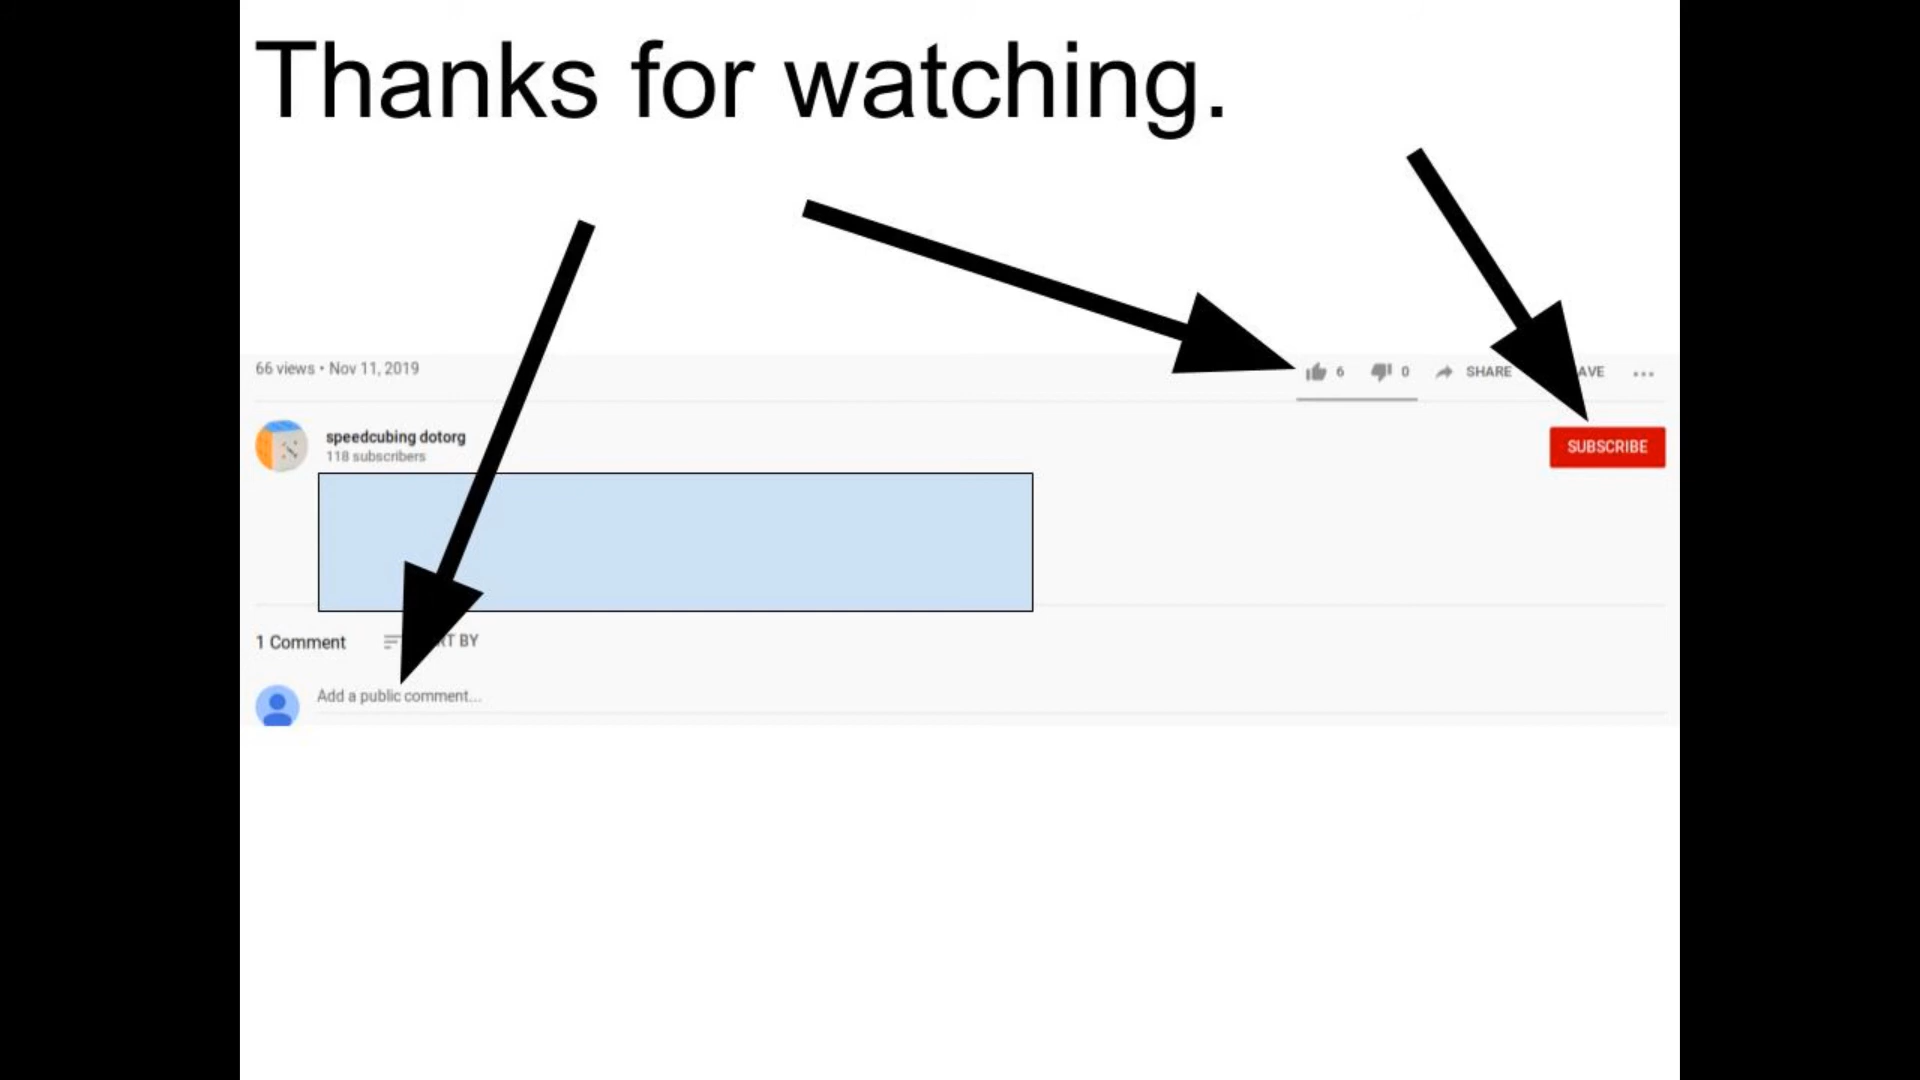 Thanks for watching.
66 views • Nov 11, 2019
6 0 SHARE AVE ...
speedcubing dotorg
118 subscribers
SUBSCRIBE
1 Comment RT BY
Add a public comment...